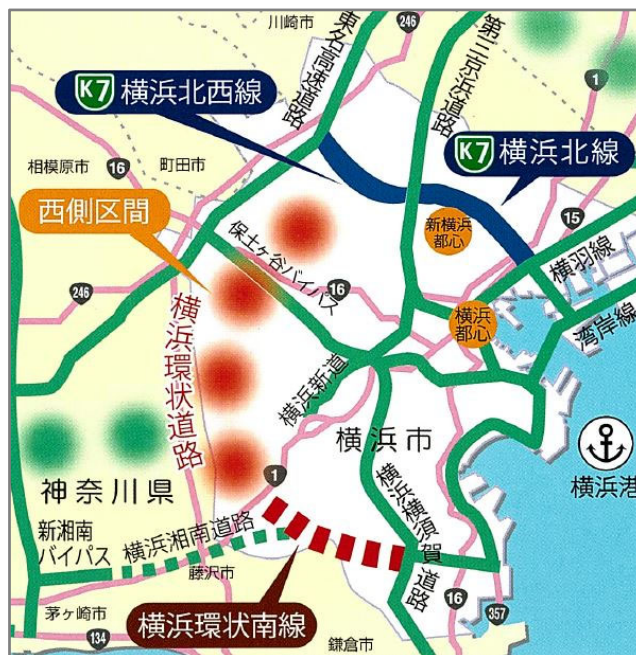 川崎市
246
東名高速道路
第三京浜道路
1
K7 横浜北西線
K7 横浜北線
相模原市
16
町田市
西側区間
保土ヶ谷バイパス
16
新横浜
都心
15
横羽線
246
横浜環状道路
横浜
都心
湾岸線
横浜新道
横浜市
横浜港
1
神奈川県
横浜横須賀道路
新湘南
バイパス
横浜湘南道路
藤沢市
茅ヶ崎市
横浜環状南線
16
357
134
鎌倉市